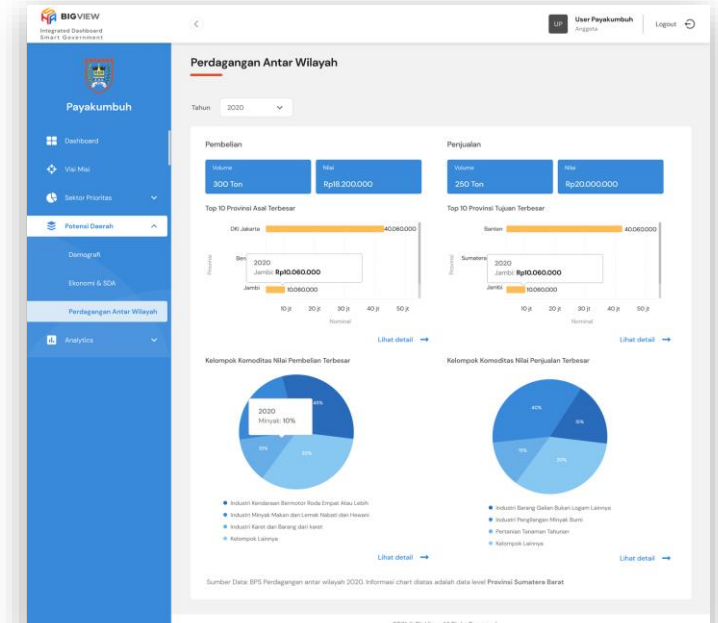 BIGVIEW
Integrated Dashboard
Smart Government
UP
User Payakumbuh
Anggota
Logout
Payakumbuh
Dashboard
Visi Misi
Sektor Prioritas
Potensi Daerah
Demografi
Ekonomi & SDA
Perdagangan Antar Wilayah
Analytics
Perdagangan Antar Wilayah
Tahun 2020
Pembelian
Volume
300 Ton
Nilai
Rp18.200.000
Top 10 Provinsi Asal Terbesar
Provinsi
DKI Jakarta 40.060.000
Ban
2020
Jambi: Rp10.060.000
Jambi 10.060.000
10 jt 20 jt 30 jt 40 jt 50 jt
Nominal
Lihat detail
Penjualan
Volume
250 Ton
Nilai
Rp20.000.000
Top 10 Provinsi Tujuan Terbesar
Provinsi
Banten 40.060.000
Sumatera
2020
Jambi: Rp10.060.000
Jambi 10.060.000
10 jt 20 jt 30 jt 40 jt 50 jt
Nominal
Lihat detail
Kelompok Komoditas Nilai Pembelian Terbesar
2020
Minyak: 10%
Industri Kendaraan Bermotor Roda Empat Atau Lebih
Industri Minyak Makan dan Lemak Nabati dan Hewani
Industri Karet dan Barang dari karet
Kelompok Lainnya
Lihat detail
Kelompok Komoditas Nilai Penjualan Terbesar
40%
Industri Barang Galian Bukan Logam Lainnya
Industri Pengilangan Minyak Bumi
Pertanian Tanaman Tahunan
Kelompok Lainnya
Lihat detail
Sumber Data: BPS Perdagangan antar wilayah 2020. Informasi chart diatas adalah data level Provinsi Sumatera Barat